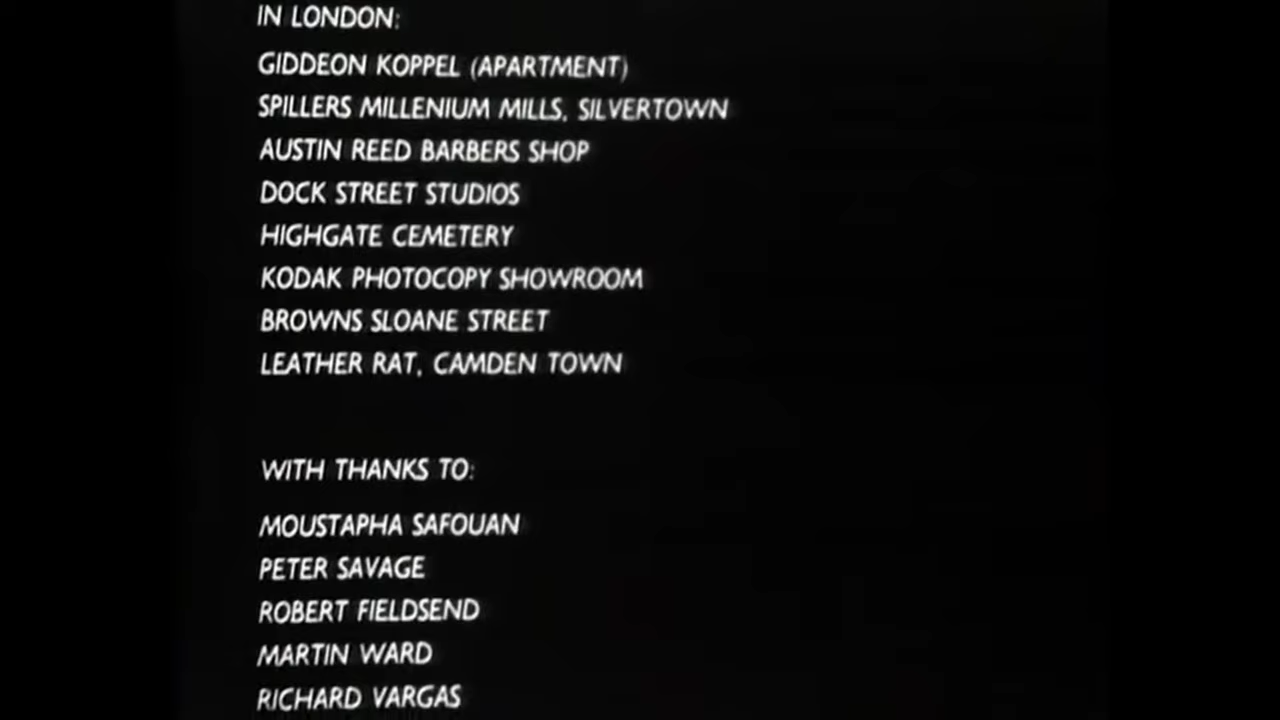 IN LONDON:
GIDDEON KOPPEL (APARTMENT)
SPILLERS MILLENIUM MILLS, SILVERTOWN
AUSTIN REED BARBERS SHOP
DOCK STREET STUDIOS
HIGHGATE CEMETERY
KODAK PHOTOCOPY SHOWROOM
BROWNS SLOANE STREET
LEATHER RAT, CAMDEN TOWN
WITH THANKS TO:
MOUSTAPHA SAFOUAN
PETER SAVAGE
ROBERT FIELDSEND
MARTIN WARD
RICHARD VARGAS